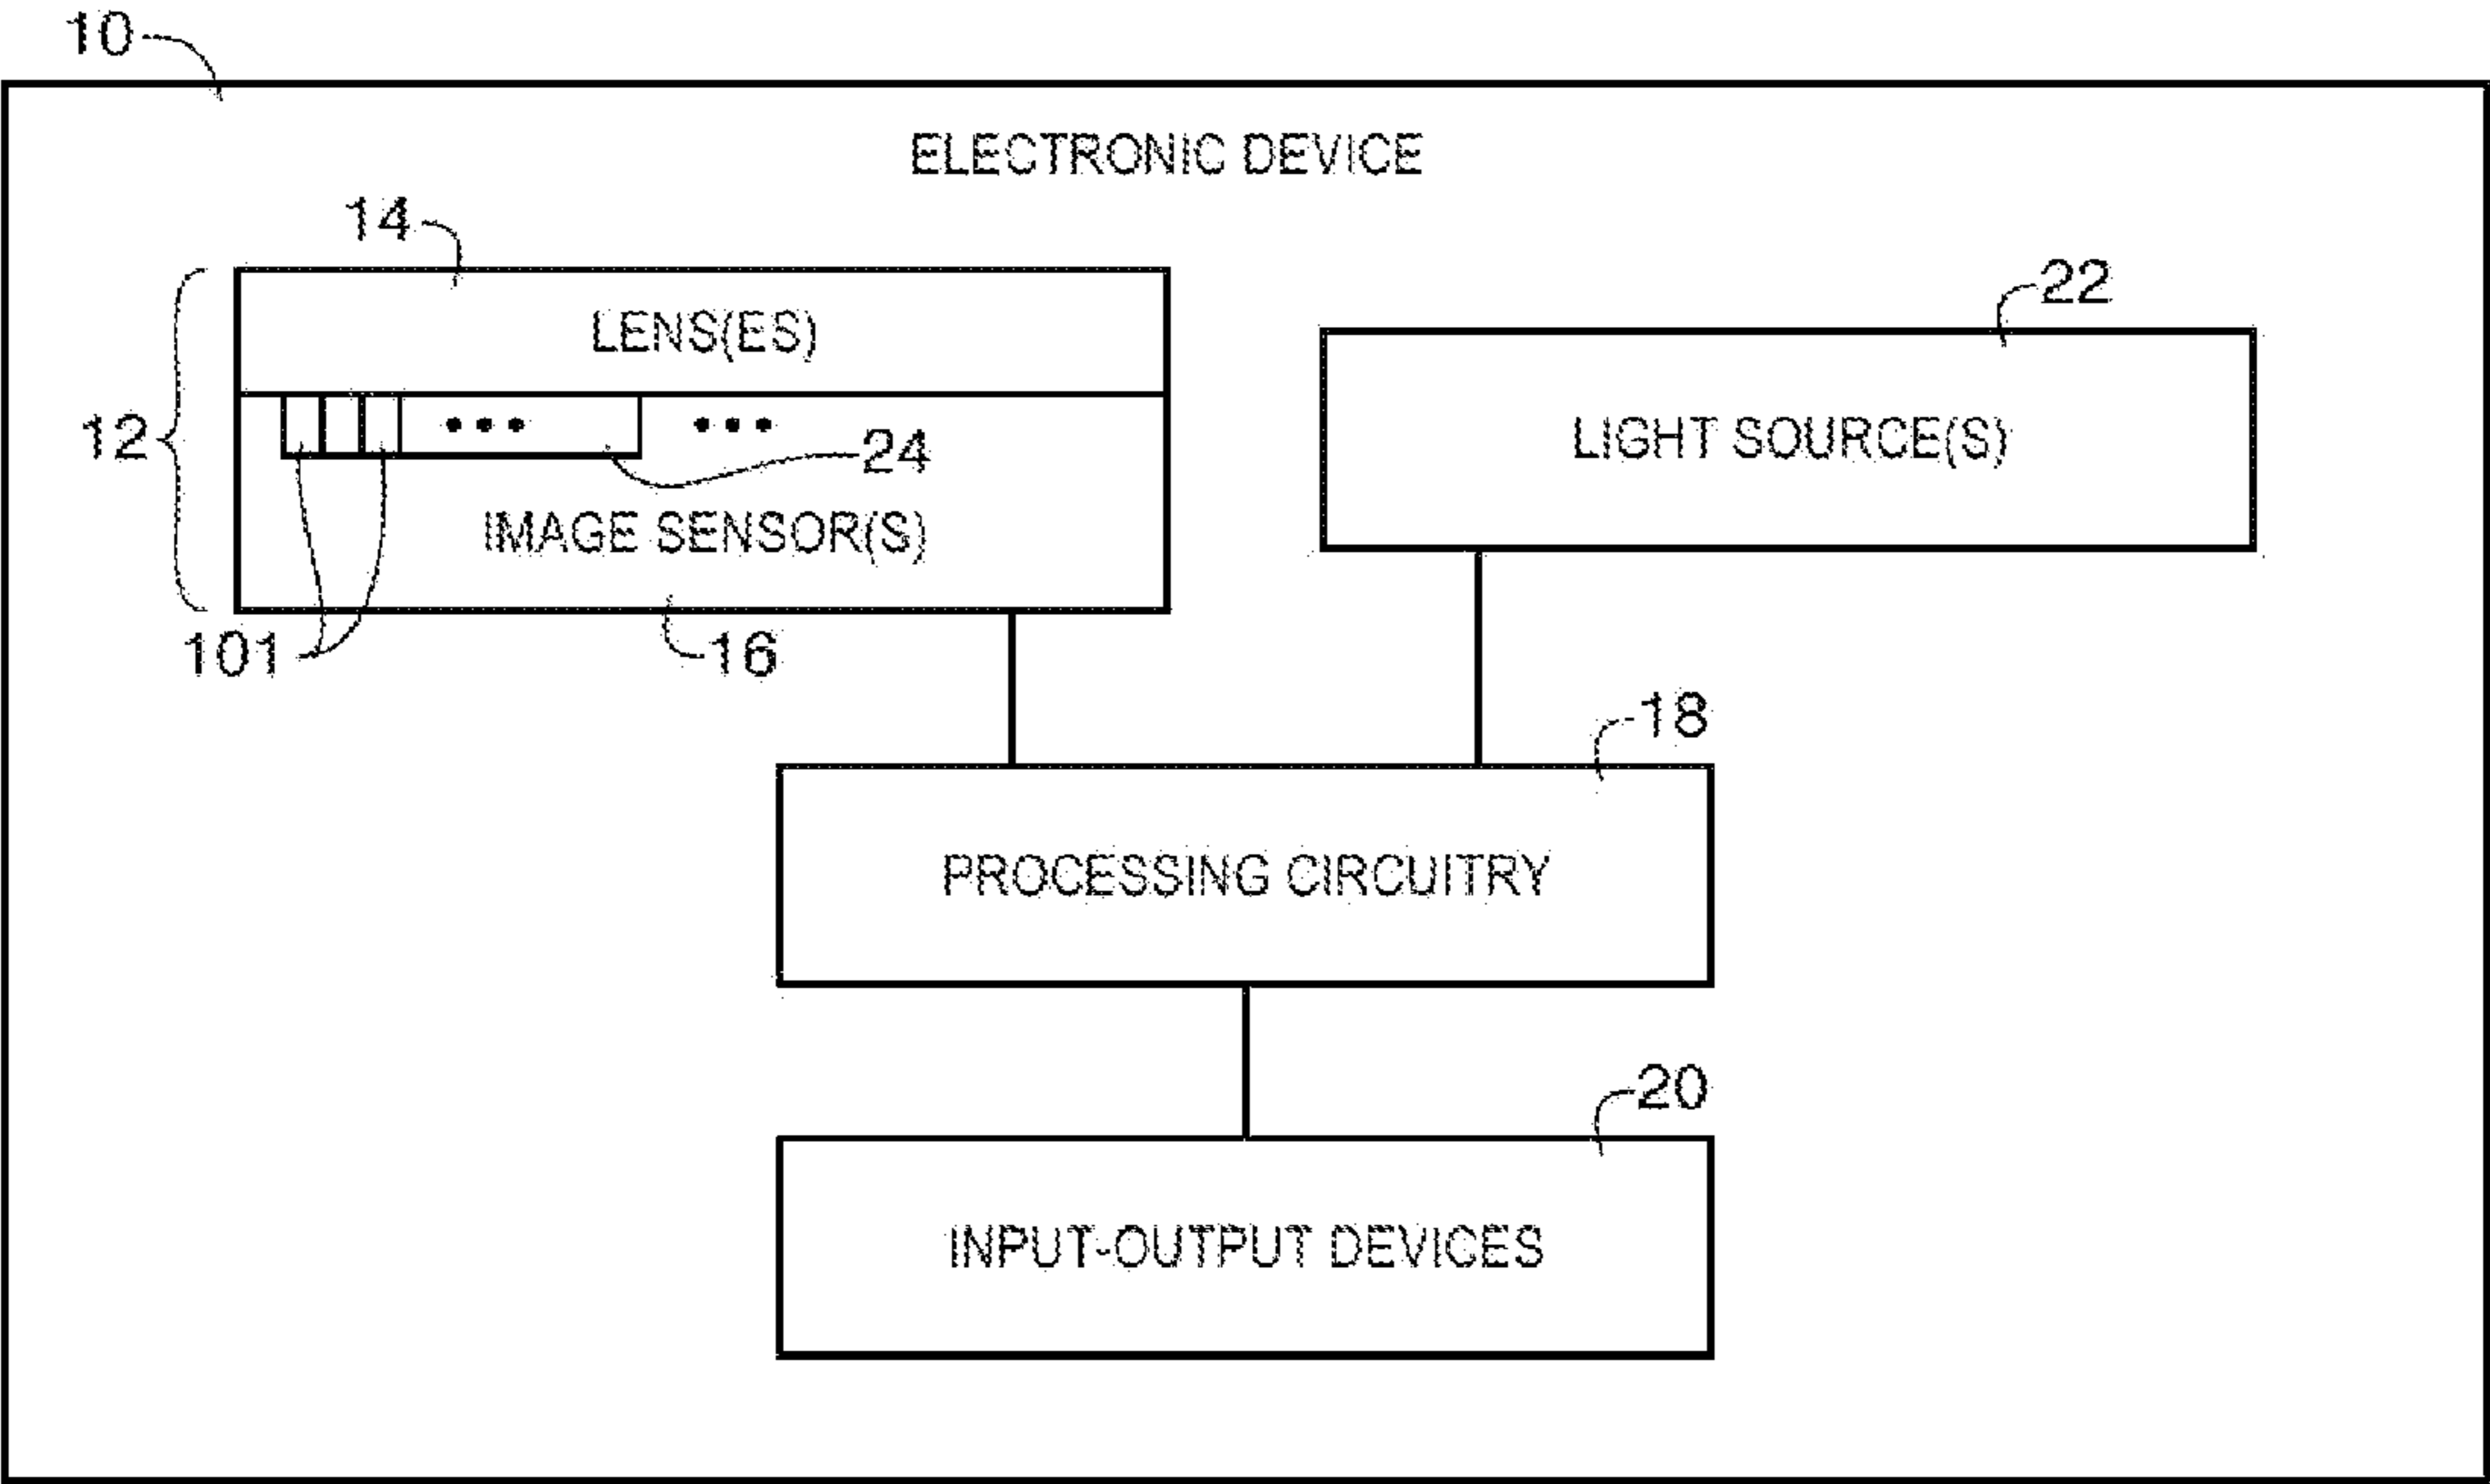 10
ELECTRONIC DEVICE
14
LENS(ES)
22
LIGHT SOURCE(S)
12
24
IMAGE SENSOR(S)
101
16
18
PROCESSING CIRCUITRY
20
INPUT-OUTPUT DEVICES